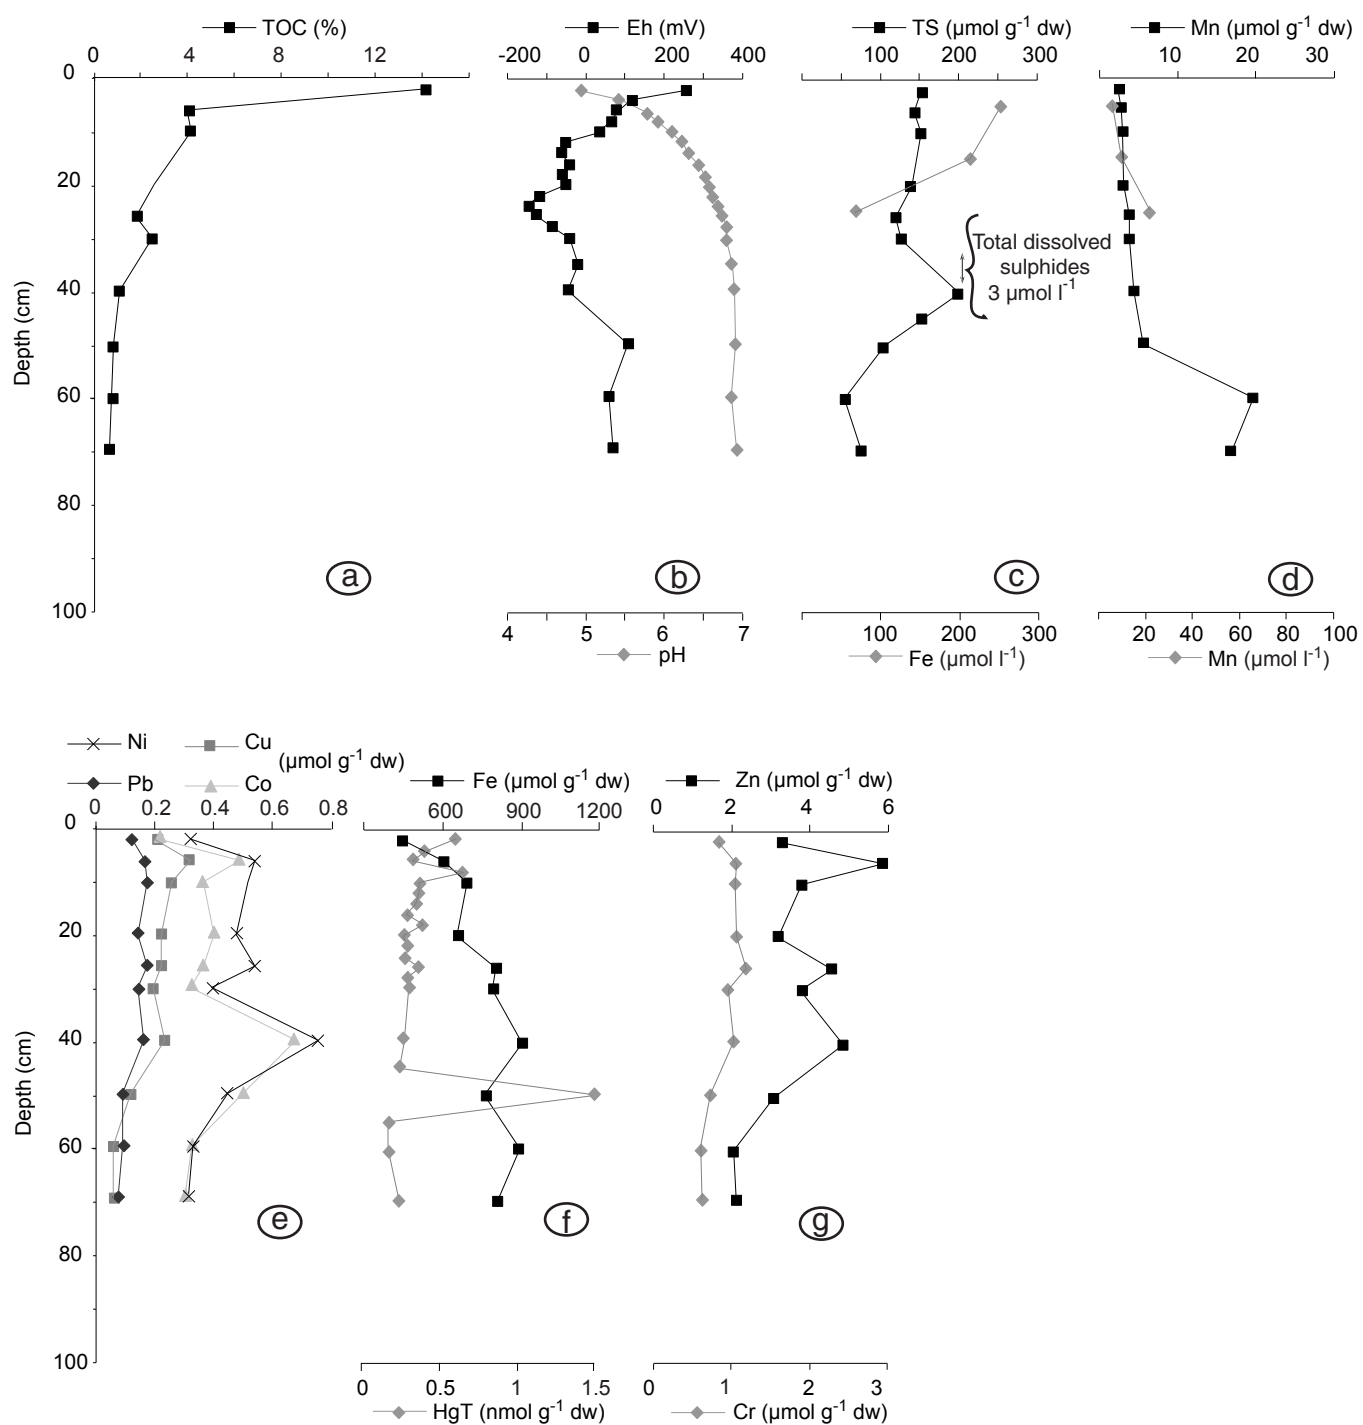 TOC (%)
0 4 8 12
Eh (mV)
-200 0 200 400
TS (µmol g-1 dw)
100 200 300
Mn (µmol g-1 dw)
10 20 30
0
20
40
60
80
100
Depth (cm)
Total dissolved
sulphides
3 µmol l-1
a
b
c
d
4 5 6 7
pH
100 200 300
Fe (µmol l-1)
20 40 60 80 100
Mn (µmol l-1)
Ni Cu
(µmol g-1 dw)
Pb Co
0 0.2 0.4 0.6 0.8
Fe (µmol g-1 dw)
600 900 1200
Zn (µmol g-1 dw)
0 2 4 6
0
20
40
60
80
100
Depth (cm)
e
f
g
0 0.5 1 1.5
HgT (nmol g-1 dw)
0 1 2 3
Cr (µmol g-1 dw)